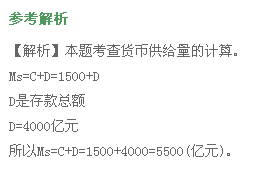 参考解析
【解析】本题考查货币供给量的计算。
Ms=C+D=1500+D
D是存款总额
D=4000亿元
所以Ms=C+D=1500+4000=5500(亿元)。